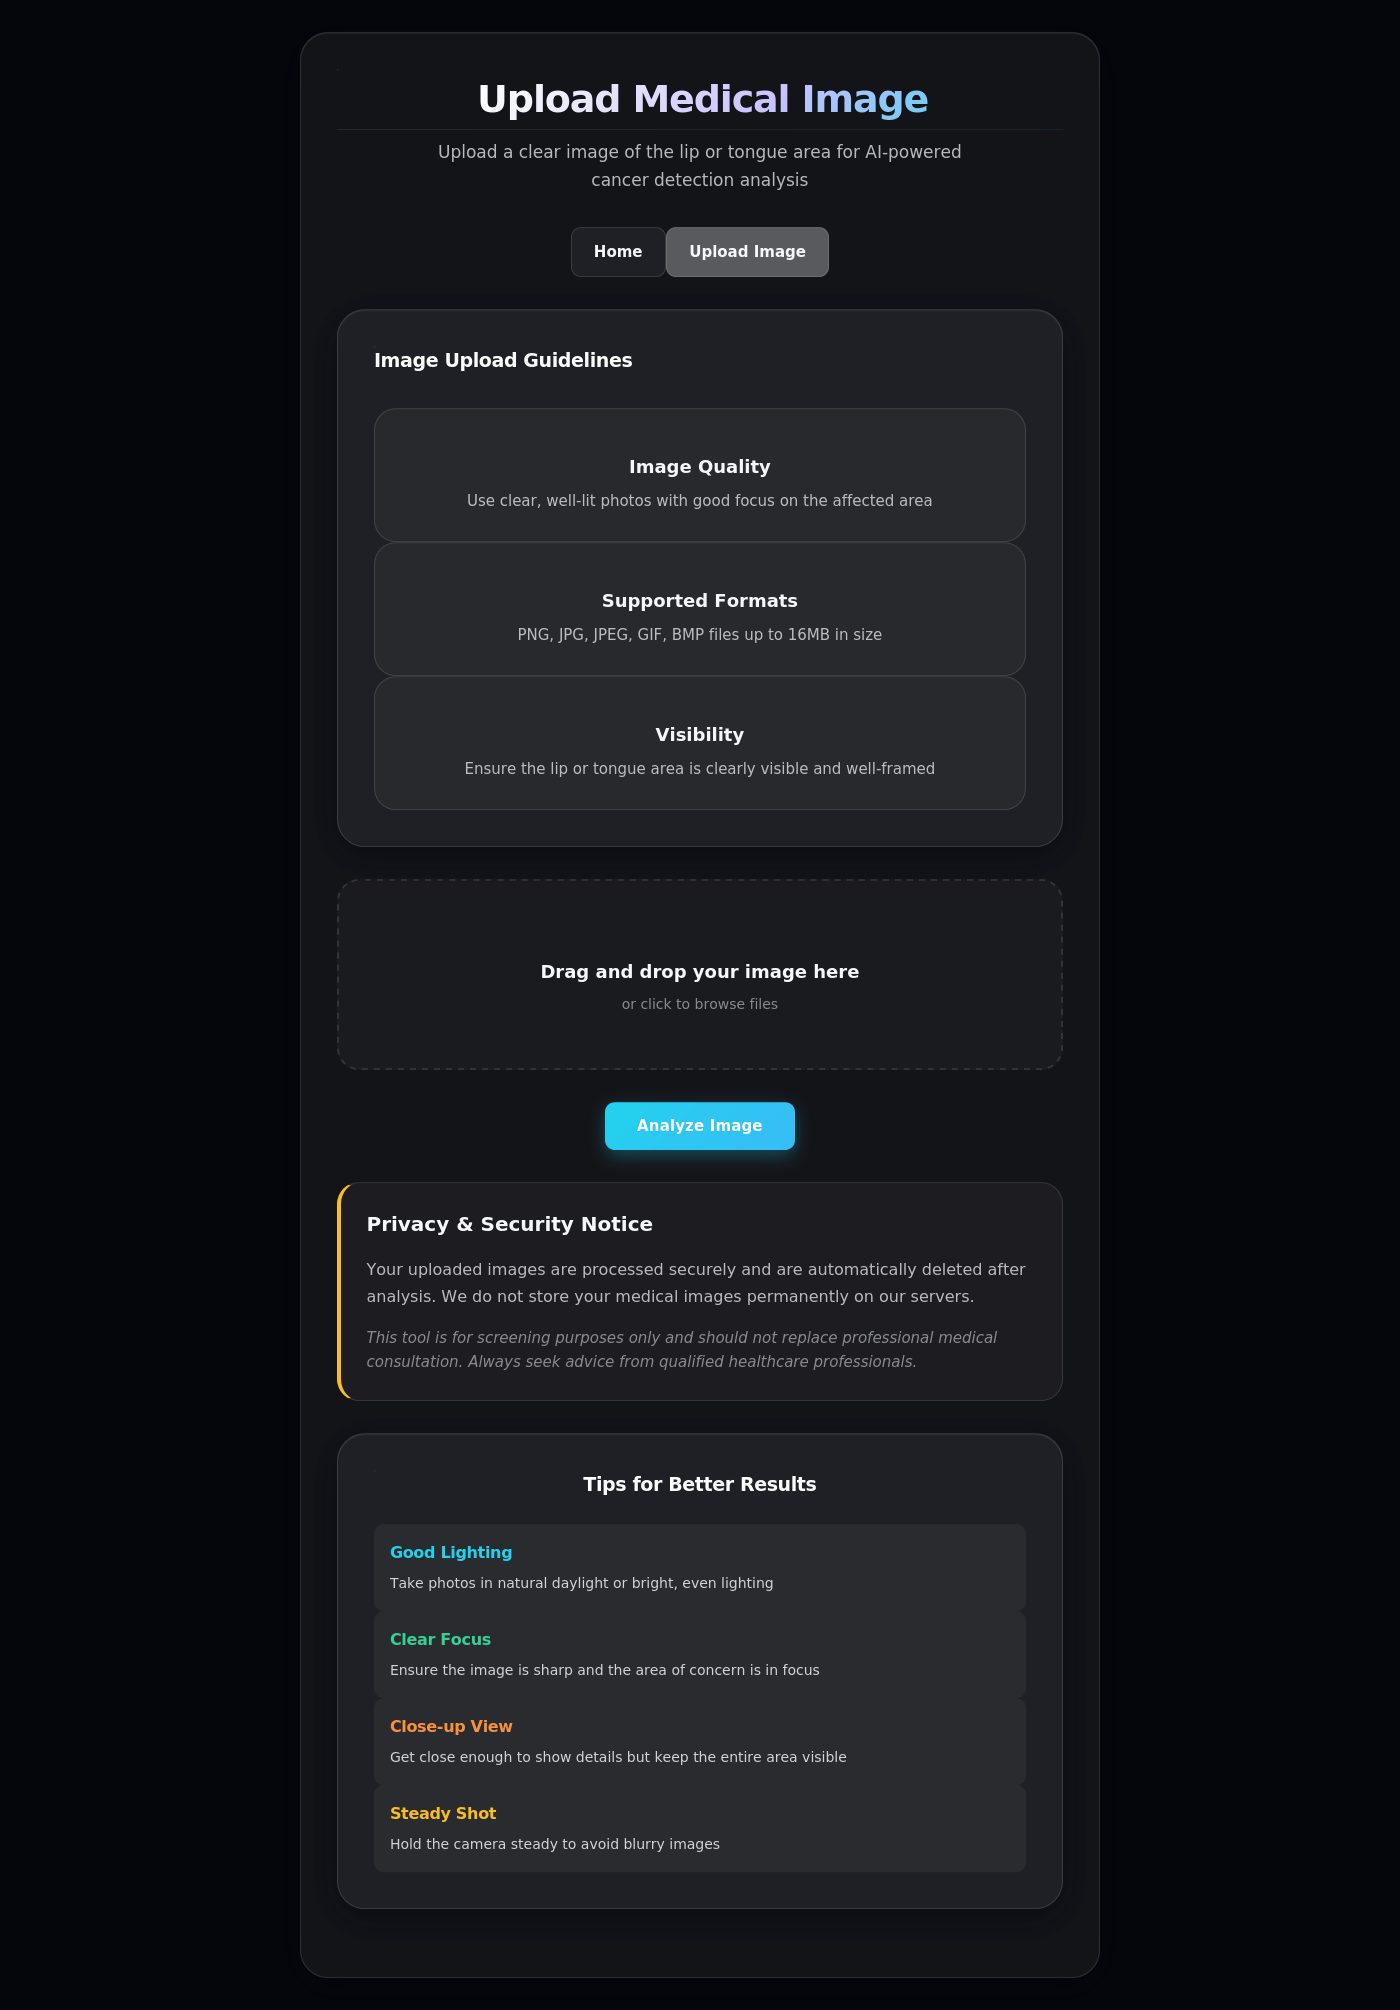 Upload Medical Image
Upload a clear image of the lip or tongue area for AI-powered
cancer detection analysis
Home
Upload Image
Image Upload Guidelines
Image Quality
Use clear, well-lit photos with good focus on the affected area
Supported Formats
PNG, JPG, JPEG, GIF, BMP files up to 16MB in size
Visibility
Ensure the lip or tongue area is clearly visible and well-framed
Drag and drop your image here
or click to browse files
Analyze Image
Privacy & Security Notice
Your uploaded images are processed securely and are automatically deleted after
analysis. We do not store your medical images permanently on our servers.
This tool is for screening purposes only and should not replace professional medical
consultation. Always seek advice from qualified healthcare professionals.
Tips for Better Results
Good Lighting
Take photos in natural daylight or bright, even lighting
Clear Focus
Ensure the image is sharp and the area of concern is in focus
Close-up View
Get close enough to show details but keep the entire area visible
Steady Shot
Hold the camera steady to avoid blurry images